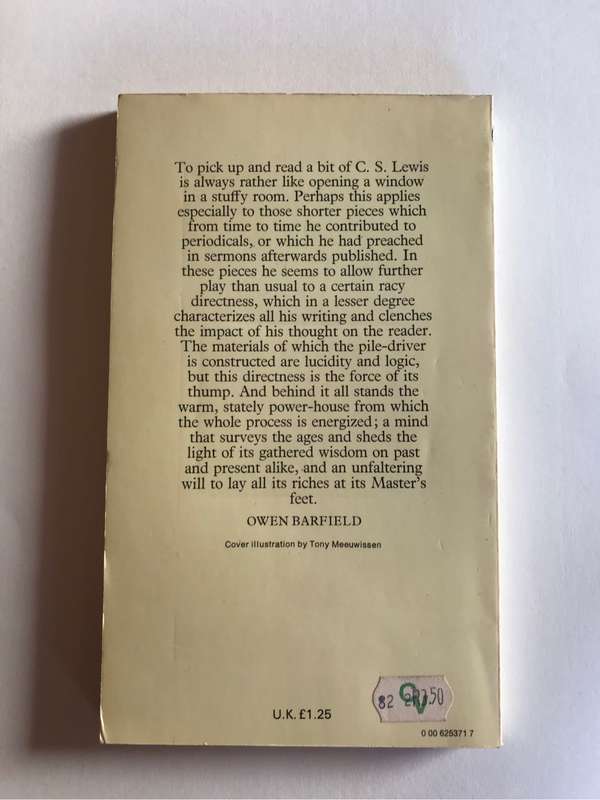 To pick up and read a bit of C. S. Lewis
is always rather like opening a window
in a stuffy room. Perhaps this applies
especially to those shorter pieces which
from time to time he contributed to
periodicals, or which he had preached
in sermons afterwards published. In
these pieces he seems to allow further
play than usual to a certain racy
directness, which in a lesser degree
characterizes all his writing and clenches
the impact of his thought on the reader.
The materials of which the pile-driver
is constructed are lucidity and logic,
but this directness is the force of its
thump. And behind it all stands the
warm, stately power-house from which
the whole process is energized; a mind
that surveys the ages and sheds the
light of its gathered wisdom on past
and present alike, and an unfaltering
will to lay all its riches at its Master's
feet.
OWEN BARFIELD
Cover illustration by Tony Meeuwissen
82
U.K. £1.25
0 00 625371 7